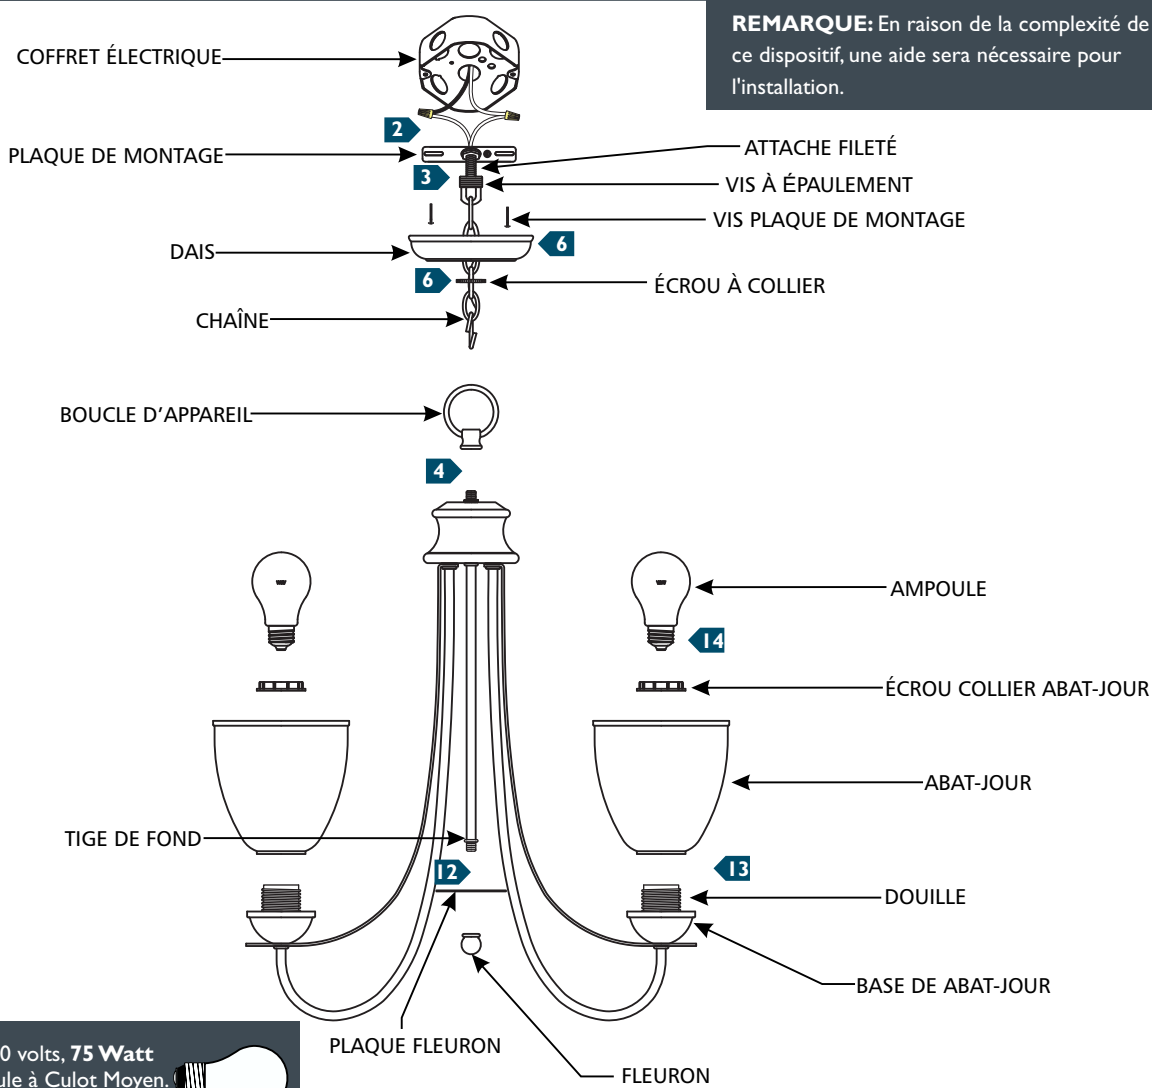 REMARQUE: En raison de la complexité de
ce dispositif, une aide sera nécessaire pour
l'installation.
COFFRET ÉLECTRIQUE
2
PLAQUE DE MONTAGE
ATTACHE FILETÉ
3
VIS À ÉPAULEMENT
VIS PLAQUE DE MONTAGE
DAIS
6
6
ÉCROU À COLLIER
CHAÎNE
BOUCLE D'APPAREIL
4
AMPOULE
14
ÉCROU COLLIER ABAT-JOUR
ABAT-JOUR
TIGE DE FOND
12
13
DOUILLE
BASE DE ABAT-JOUR
PLAQUE FLEURON
FLEURON
0 volts, 75 Watt
ule à Culot Moyen.